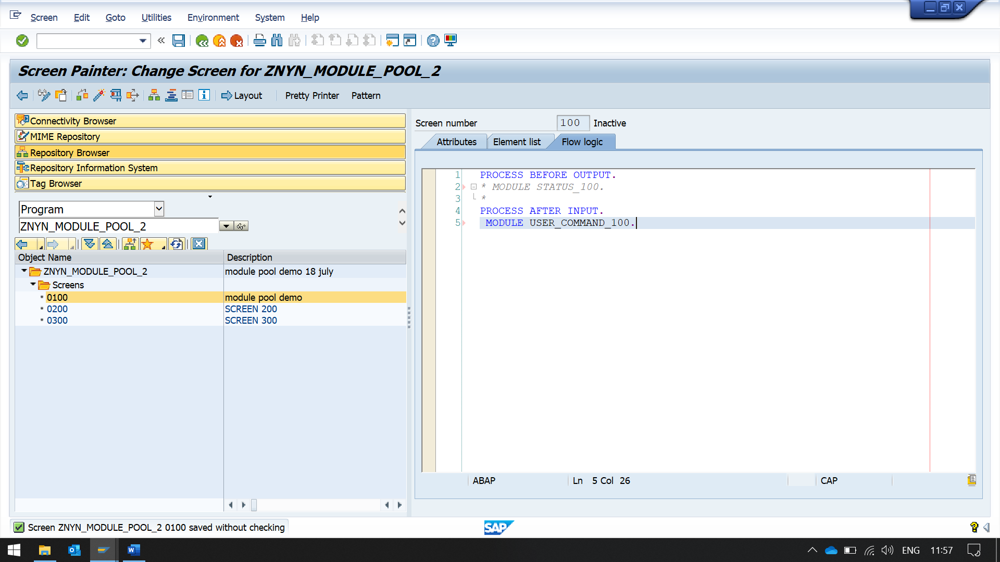 Screen Edit Goto Utilities Environment System Help
Screen Painter: Change Screen for ZNYN_MODULE_POOL_2
Layout Pretty Printer Pattern
Connectivity Browser
MIME Repository
Repository Browser
Repository Information System
Tag Browser
Program
ZNYN_MODULE_POOL_2
Object Name Description
ZNYN_MODULE_POOL_2 module pool demo 18 july
Screens
0100 module pool demo
0200 SCREEN 200
0300 SCREEN 300
Screen number 100 Inactive
Attributes Element list Flow logic
1 PROCESS BEFORE OUTPUT.
2 * MODULE STATUS_100.
3 *
4 PROCESS AFTER INPUT.
5 MODULE USER_COMMAND_100.
ABAP Ln 5 Col 26 CAP
Screen ZNYN_MODULE_POOL_2 0100 saved without checking
SAP
ENG 11:57